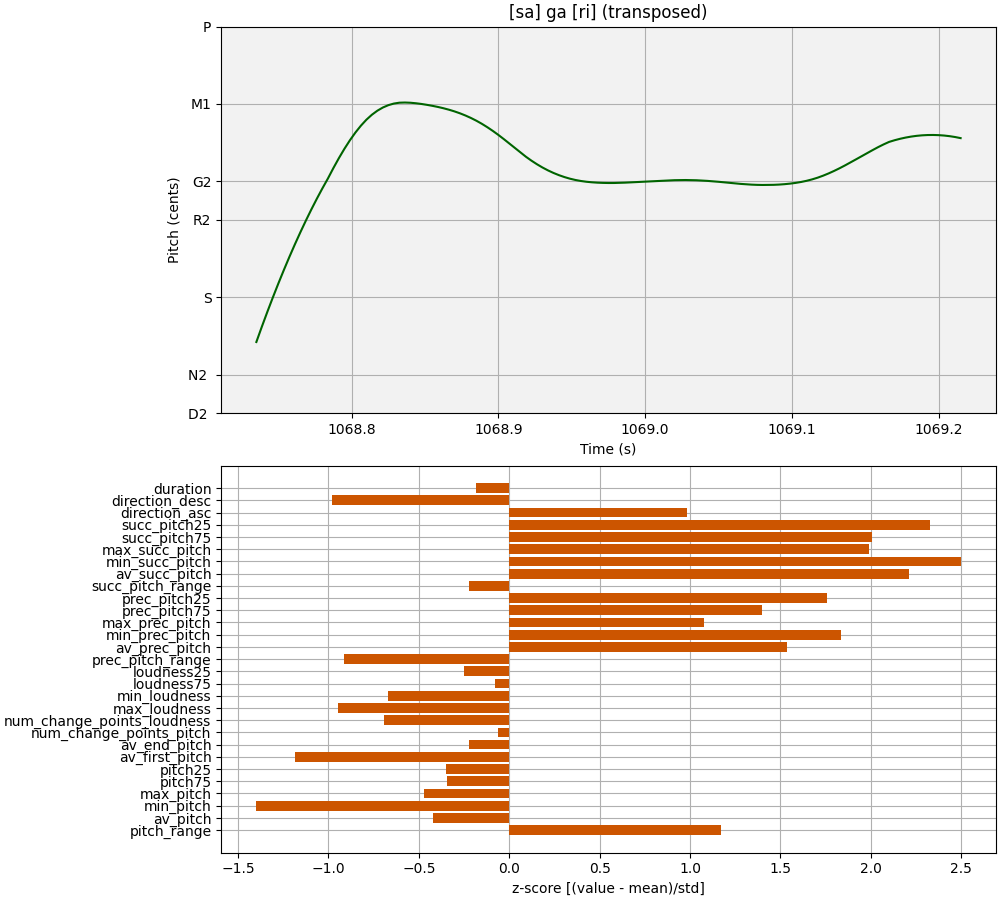 [sa] ga [ri] (transposed)
P
M1
G2
R2
S
N2
D2
Pitch (cents)
1068.8 1068.9 1069.0 1069.1 1069.2
Time (s)
duration
direction_desc
direction_asc
succ_pitch25
succ_pitch75
max_succ_pitch
min_succ_pitch
av_succ_pitch
succ_pitch_range
prec_pitch25
prec_pitch75
max_prec_pitch
min_prec_pitch
av_prec_pitch
prec_pitch_range
loudness25
loudness75
min_loudness
max_loudness
num_change_points_loudness
num_change_points_pitch
av_end_pitch
av_first_pitch
pitch25
pitch75
max_pitch
min_pitch
av_pitch
pitch_range
−1.5 −1.0 −0.5 0.0 0.5 1.0 1.5 2.0 2.5
z-score [(value - mean)/std]